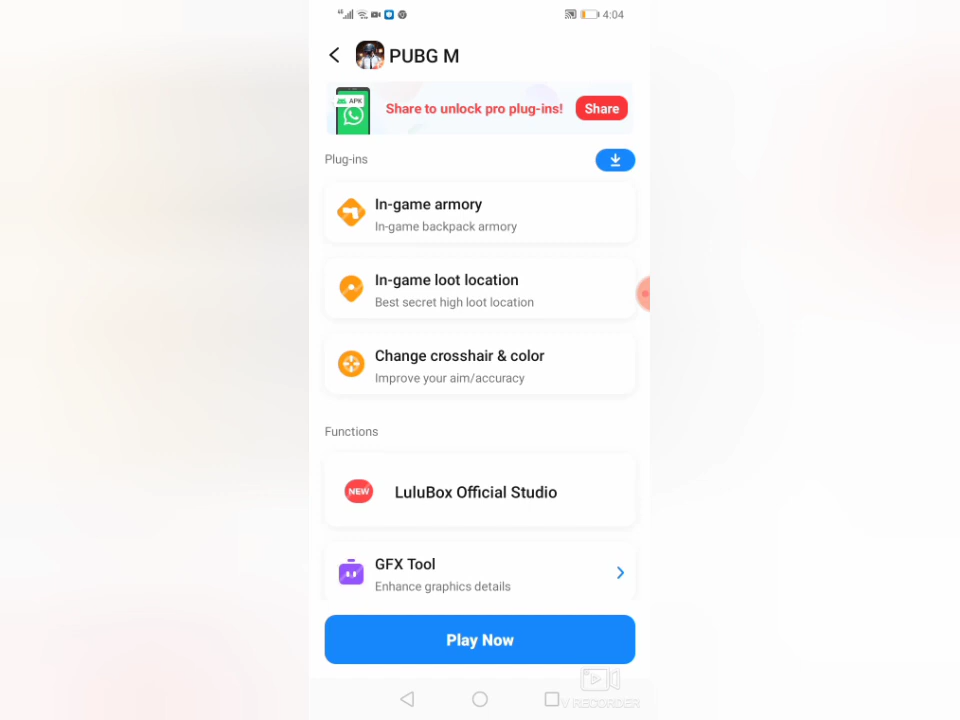 4:04
PUBG M
APK
Share to unlock pro plug-ins!
Share
Plug-ins
In-game armory
In-game backpack armory
In-game loot location
Best secret high loot location
Change crosshair & color
Improve your aim/accuracy
Functions
NEW
LuluBox Official Studio
GFX Tool
Enhance graphics details
Play Now
V RECORDER